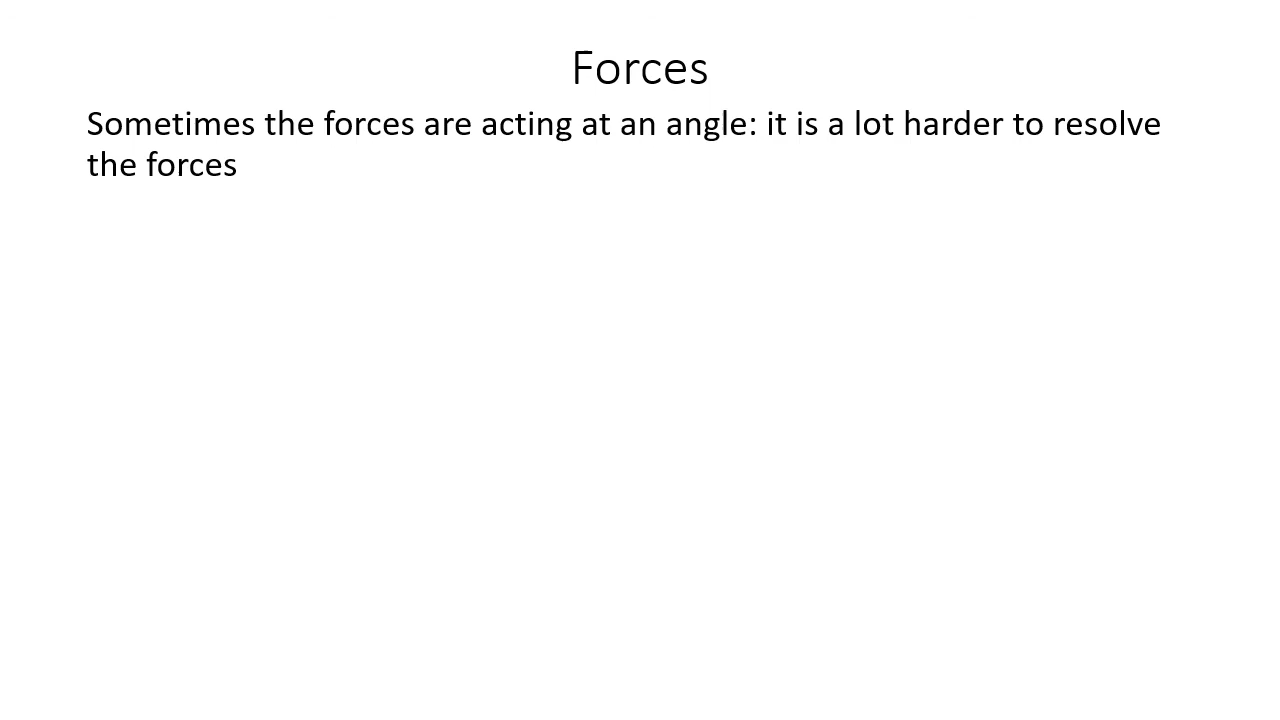 Forces
Sometimes the forces are acting at an angle: it is a lot harder to resolve
the forces